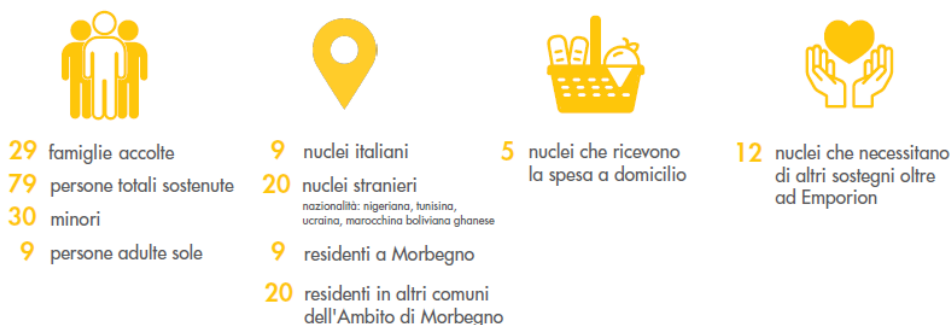 29 famiglie accolte
79 persone totali sostenute
30 minori
9 persone adulte sole
9 nuclei italiani
20 nuclei stranieri
nazionalità: nigeriana, tunisina,
ucraina, marocchina boliviana ghanese
9 residenti a Morbegno
20 residenti in altri comuni
dell'Ambito di Morbegno
5 nuclei che ricevono
la spesa a domicilio
12 nuclei che necessitano
di altri sostegni oltre
ad Emporion